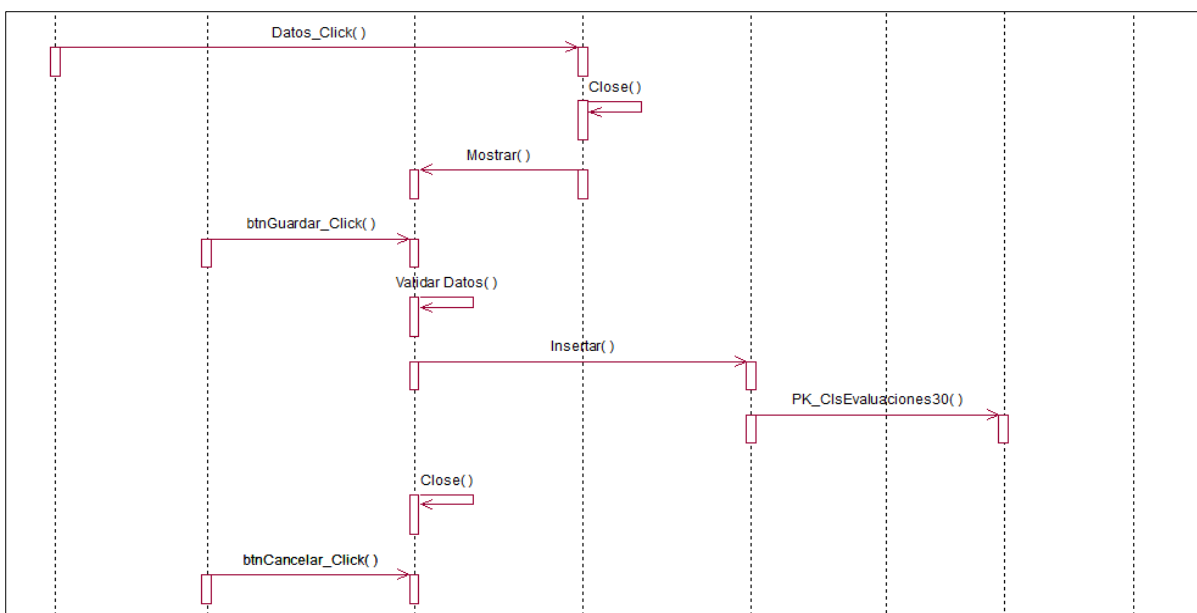 Datos_Click( )
Close( )
Mostrar( )
btnGuardar_Click( )
Validar Datos( )
Insertar( )
PK_ClsEvaluaciones30( )
Close( )
btnCancelar_Click( )